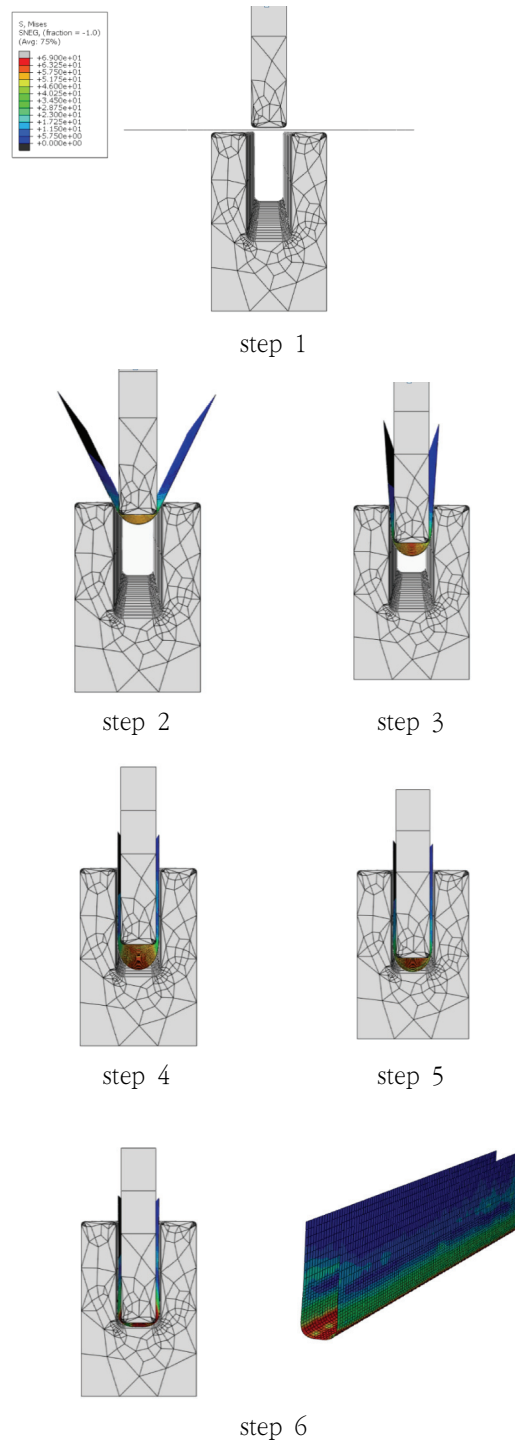 S, Mises
SNEG, (fraction = -1.0)
(Avg: 75%)
+6.900e+01
+6.325e+01
+5.750e+01
+5.175e+01
+4.600e+01
+4.025e+01
+3.450e+01
+2.875e+01
+2.300e+01
+1.725e+01
+1.150e+01
+5.750e+00
+0.000e+00
step 1
step 2
step 3
step 4
step 5
step 6